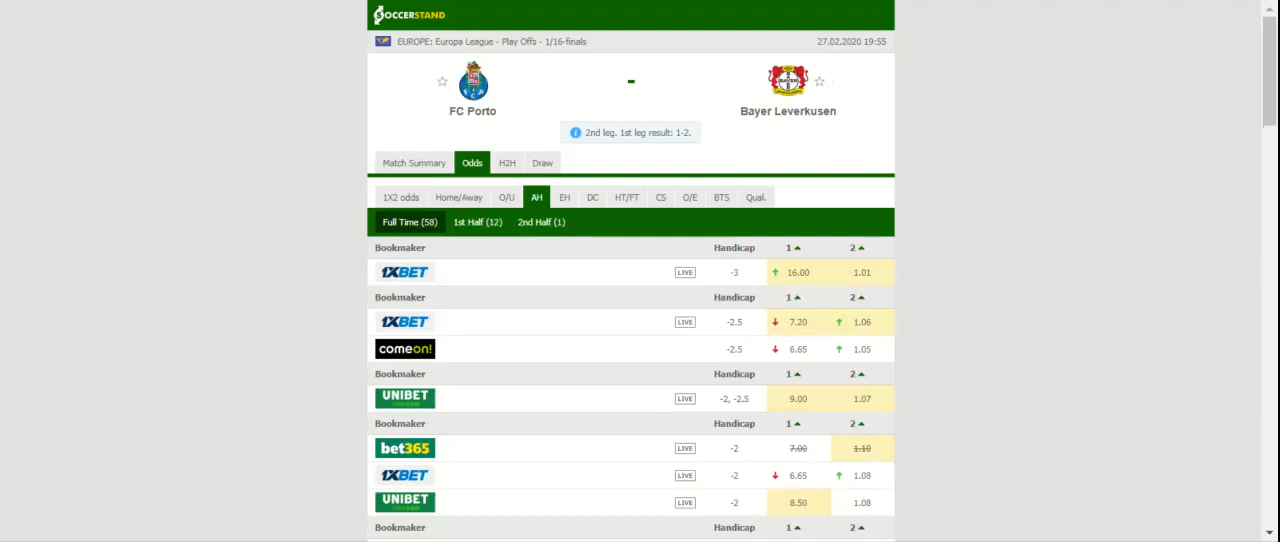 SOCCERSTAND
EUROPE: Europa League - Play Offs - 1/16-finals 27.02.2020 19:55
FC Porto - Bayer Leverkusen
2nd leg. 1st leg result: 1-2.
Match Summary Odds H2H Draw
1X2 odds Home/Away O/U AH EH DC HT/FT CS O/E BTS Qual.
Full Time (58) 1st Half (12) 2nd Half (1)
Bookmaker Handicap 1 2
1XBET LIVE -3 16.00 1.01
Bookmaker Handicap 1 2
1XBET LIVE -2.5 7.20 1.06
comeon! -2.5 6.65 1.05
Bookmaker Handicap 1 2
UNIBET LIVE -2, -2.5 9.00 1.07
Bookmaker Handicap 1 2
bet365 LIVE -2 7.00 1.10
1XBET LIVE -2 6.65 1.08
UNIBET LIVE -2 8.50 1.08
Bookmaker Handicap 1 2